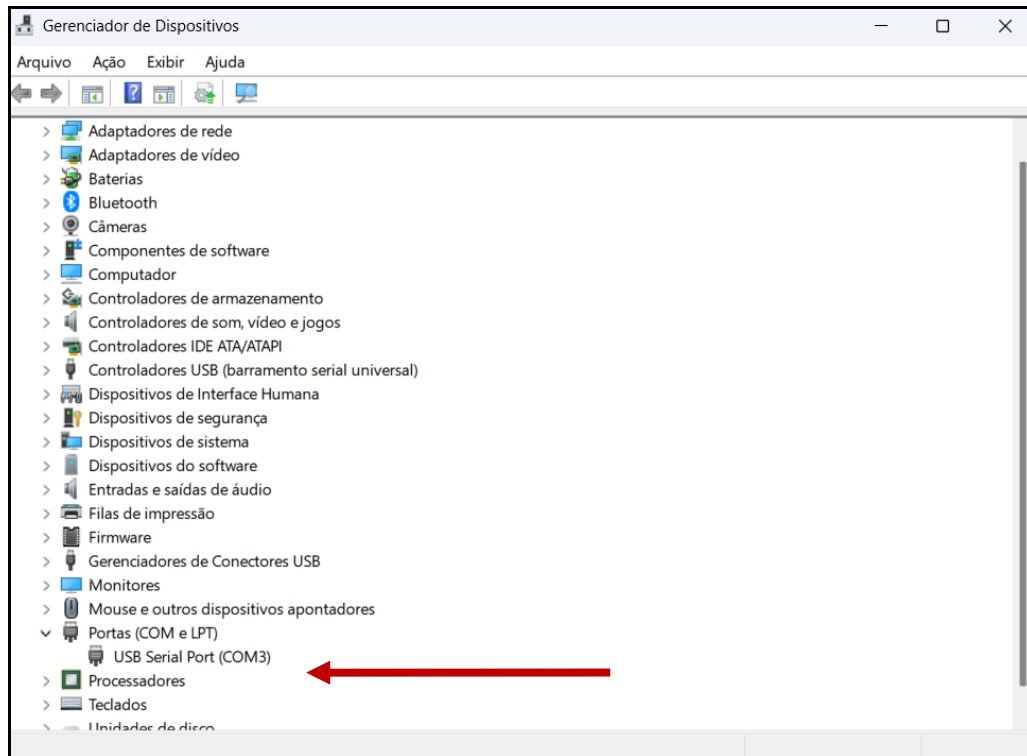 Gerenciador de Dispositivos
Arquivo Ação Exibir Ajuda
Adaptadores de rede
Adaptadores de vídeo
Baterias
Bluetooth
Câmeras
Componentes de software
Computador
Controladores de armazenamento
Controladores de som, vídeo e jogos
Controladores IDE ATA/ATAPI
Controladores USB (barramento serial universal)
Dispositivos de Interface Humana
Dispositivos de segurança
Dispositivos de sistema
Dispositivos do software
Entradas e saídas de áudio
Filas de impressão
Firmware
Gerenciadores de Conectores USB
Monitores
Mouse e outros dispositivos apontadores
Portas (COM e LPT)
USB Serial Port (COM3)
Processadores
Teclados
Unidades de disco